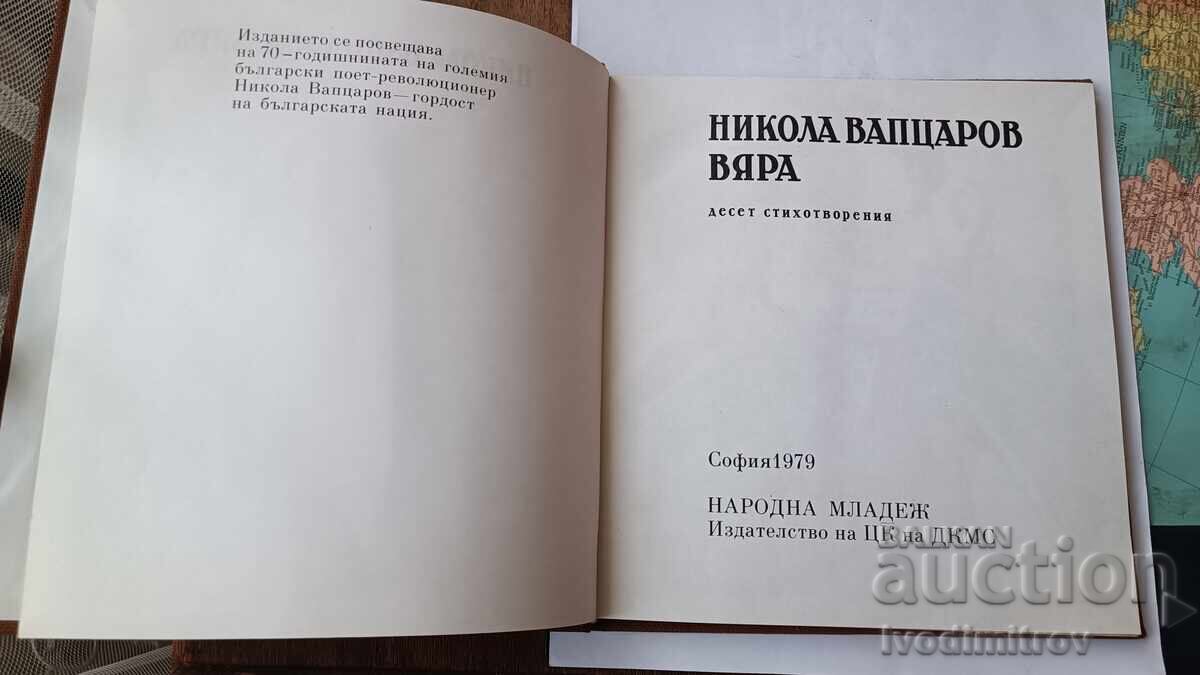 Изданието се посвещава
на 70-годишнината на големия
български поет-революционер
Никола Вапцаров—гордост
на българската нация.
НИКОЛА ВАПЦАРОВ
ВЯРА
десет стихотворения
София1979
НАРОДНА МЛАДЕЖ
Издателство на ЦК на ДКМС
BALKAN
auction
Ivodimitrov